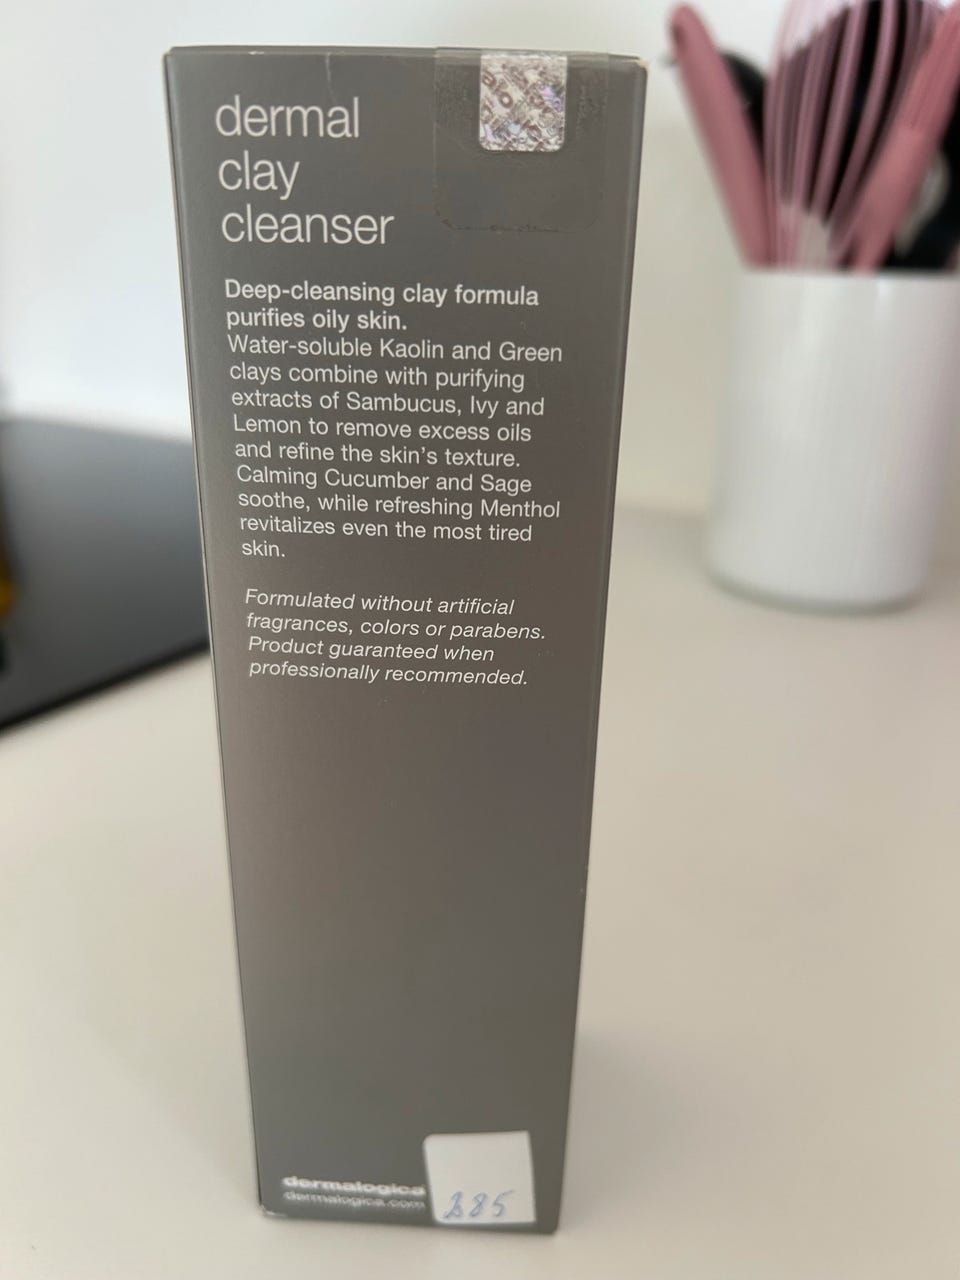 dermal
clay
cleanser
Deep-cleansing clay formula
purifies oily skin.
Water-soluble Kaolin and Green
clays combine with purifying
extracts of Sambucus, Ivy and
Lemon to remove excess oils
and refine the skin's texture.
Calming Cucumber and Sage
soothe, while refreshing Menthol
revitalizes even the most tired
skin.
Formulated without artificial
fragrances, colors or parabens.
Product guaranteed when
professionally recommended.
dermalogica
dermalogica.com
285